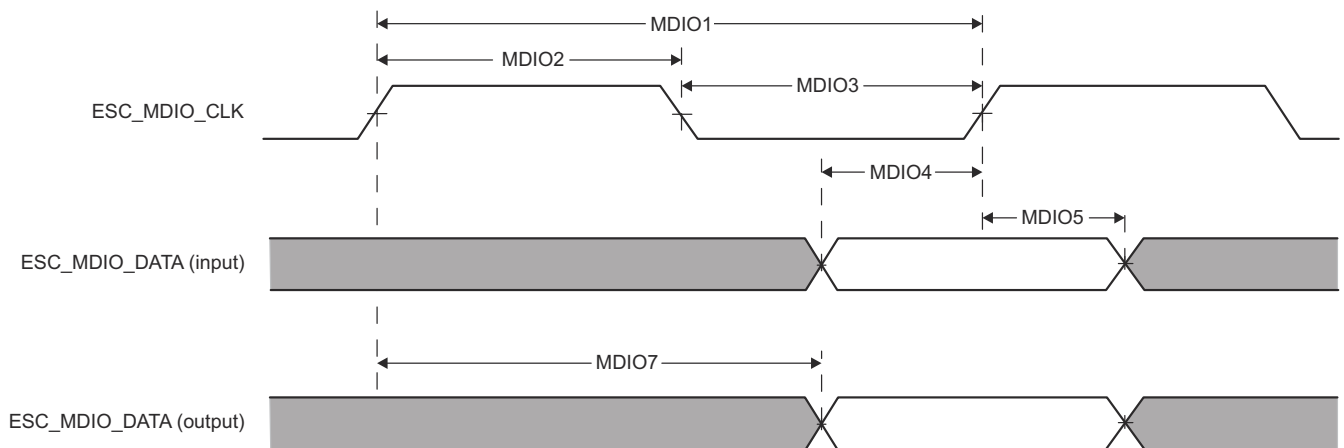 MDIO1
MDIO2
MDIO3
ESC_MDIO_CLK
MDIO4
MDIO5
ESC_MDIO_DATA (input)
MDIO7
ESC_MDIO_DATA (output)